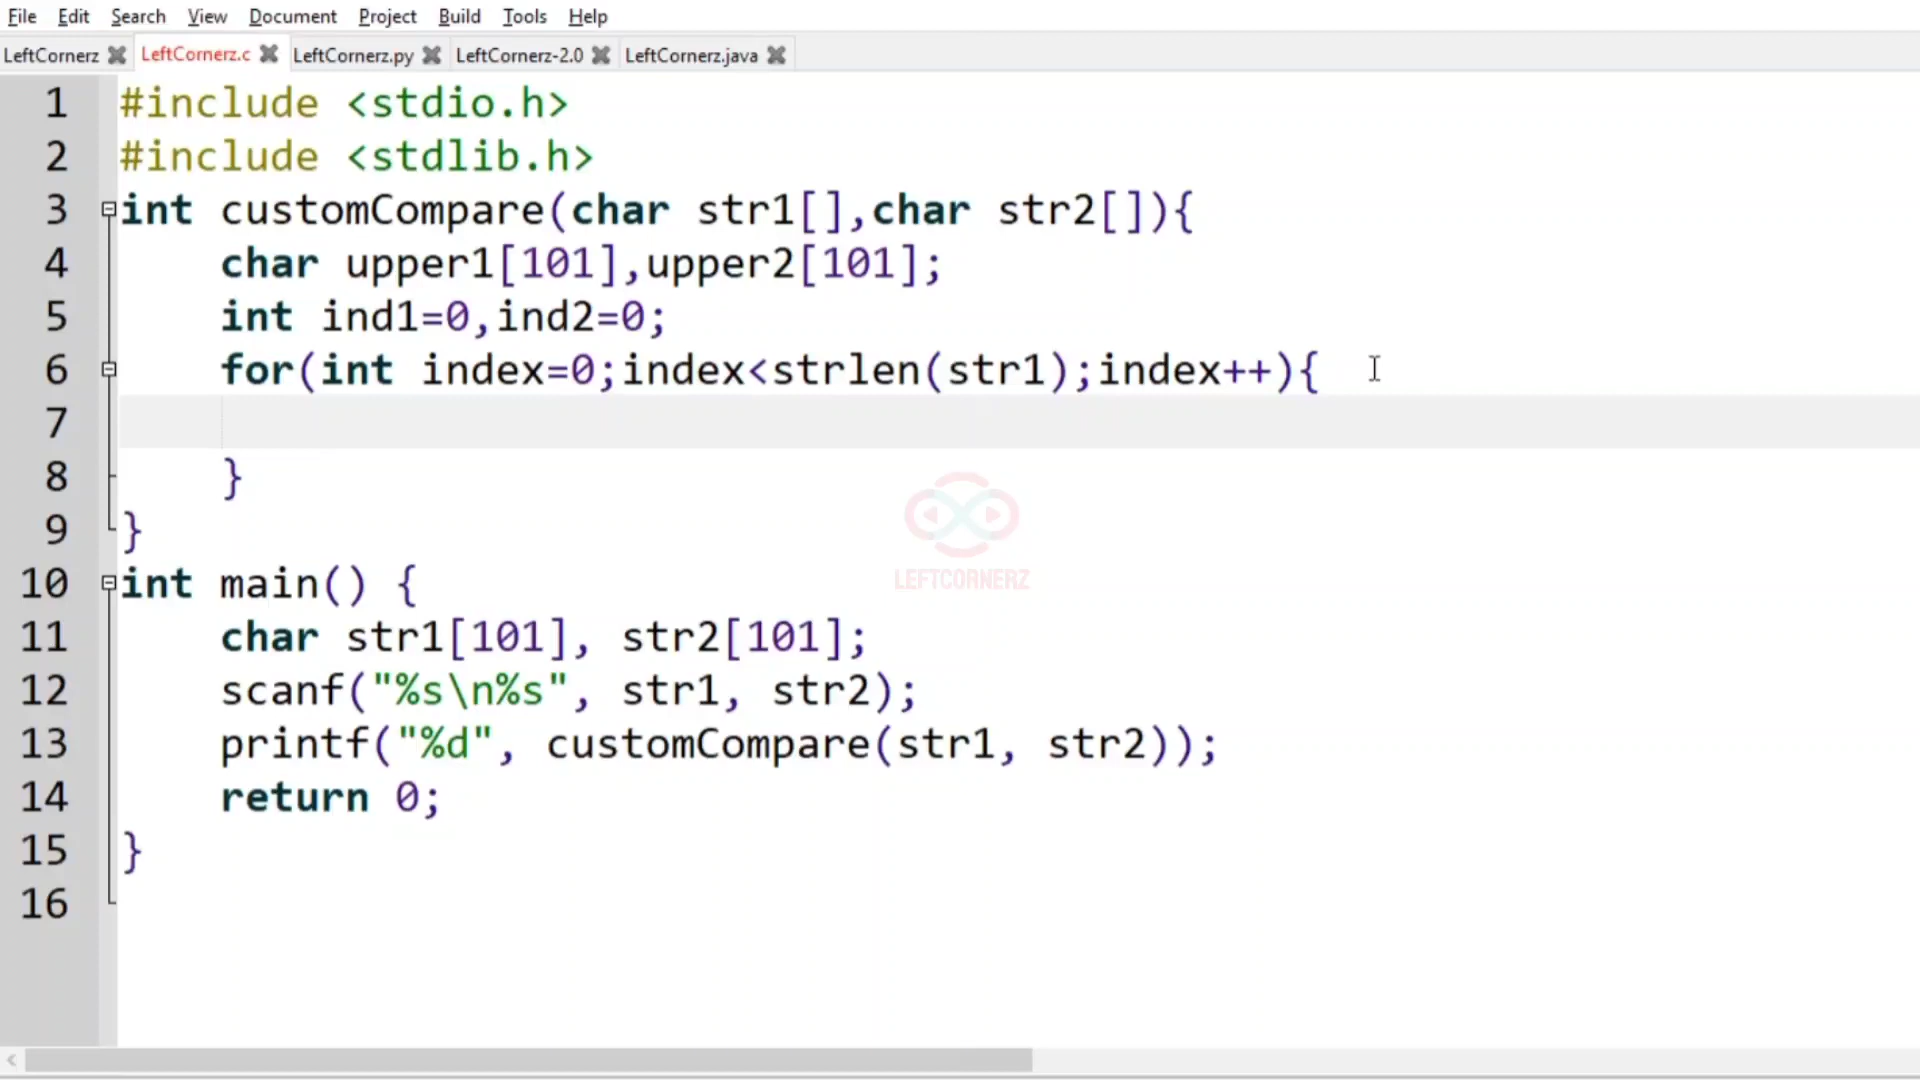 File Edit Search View Document Project Build Tools Help
LeftCornerz LeftCornerz.c LeftCornerz.py LeftCornerz-2.0 LeftCornerz.java
1 #include <stdio.h>
2 #include <stdlib.h>
3 int customCompare(char str1[],char str2[]){
4 char upper1[101],upper2[101];
5 int ind1=0,ind2=0;
6 for(int index=0;index<strlen(str1);index++){
7
8 }
9 }
10 int main() {
11 char str1[101], str2[101];
12 scanf("%s\n%s", str1, str2);
13 printf("%d", customCompare(str1, str2));
14 return 0;
15 }
16
LEFTCORNERZ